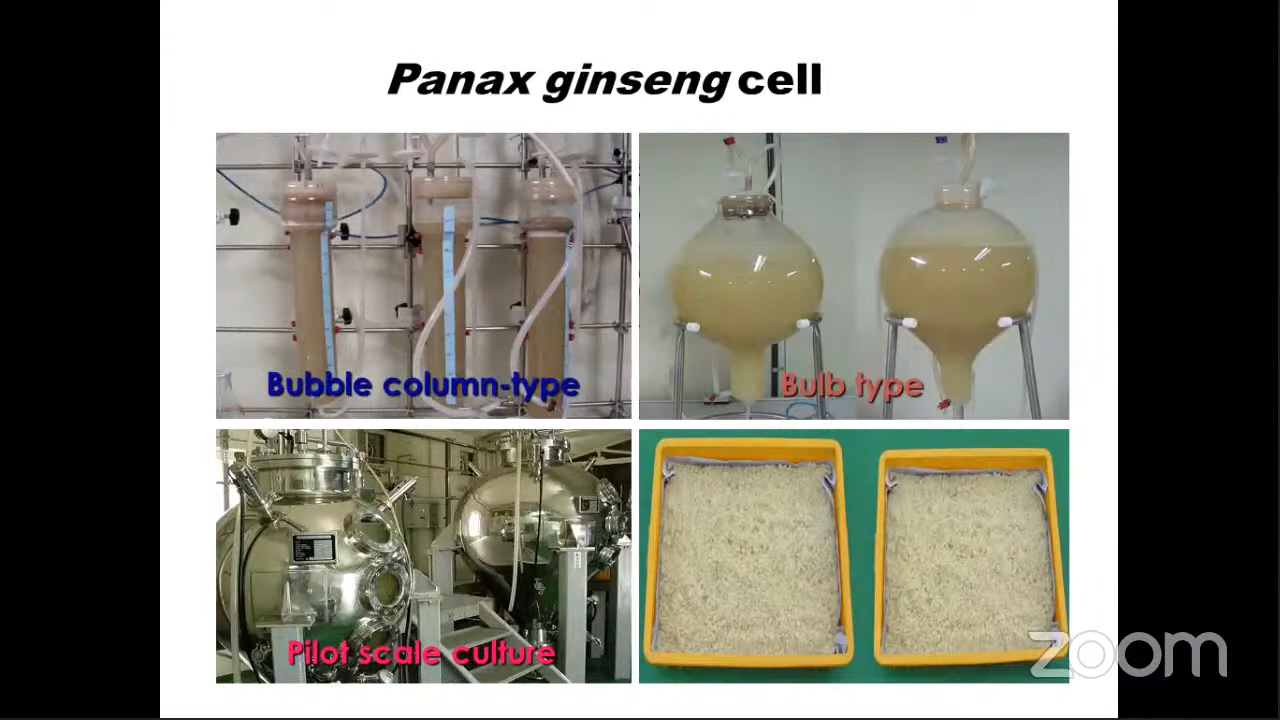 Panax ginseng cell
Bubble column-type
Bulb type
Pilot scale culture
zoom